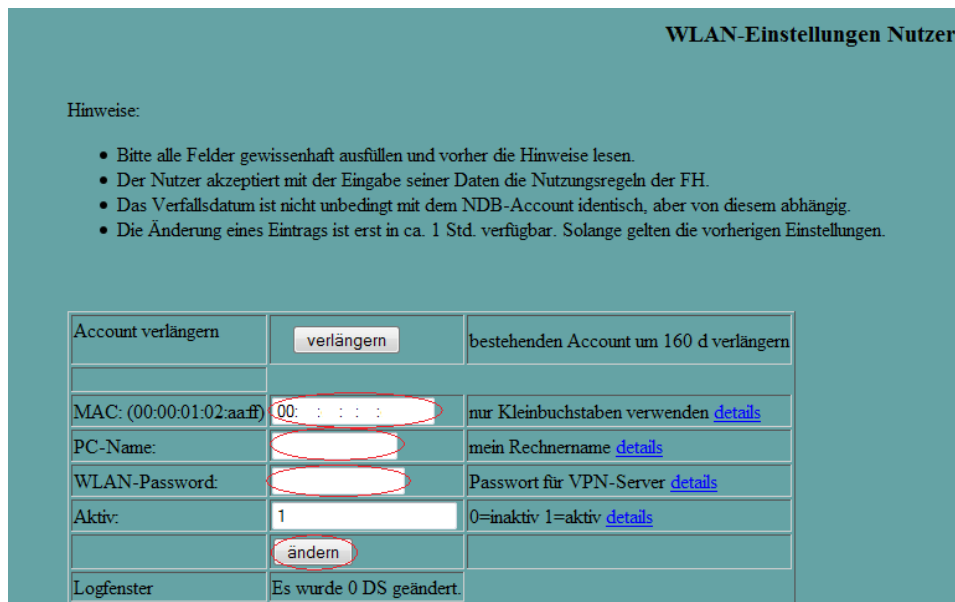 WLAN-Einstellungen Nutzer
Hinweise:
Bitte alle Felder gewissenhaft ausfüllen und vorher die Hinweise lesen.
Der Nutzer akzeptiert mit der Eingabe seiner Daten die Nutzungsregeln der FH.
Das Verfallsdatum ist nicht unbedingt mit dem NDB-Account identisch, aber von diesem abhängig.
Die Änderung eines Eintrags ist erst in ca. 1 Std. verfügbar. Solange gelten die vorherigen Einstellungen.
Account verlängern verlängern bestehenden Account um 160 d verlängern
MAC: (00:00:01:02:aa:ff) 00: : : : : nur Kleinbuchstaben verwenden details
PC-Name: mein Rechnername details
WLAN-Password: Passwort für VPN-Server details
Aktiv: 1 0=inaktiv 1=aktiv details
ändern
Logfenster Es wurde 0 DS geändert.